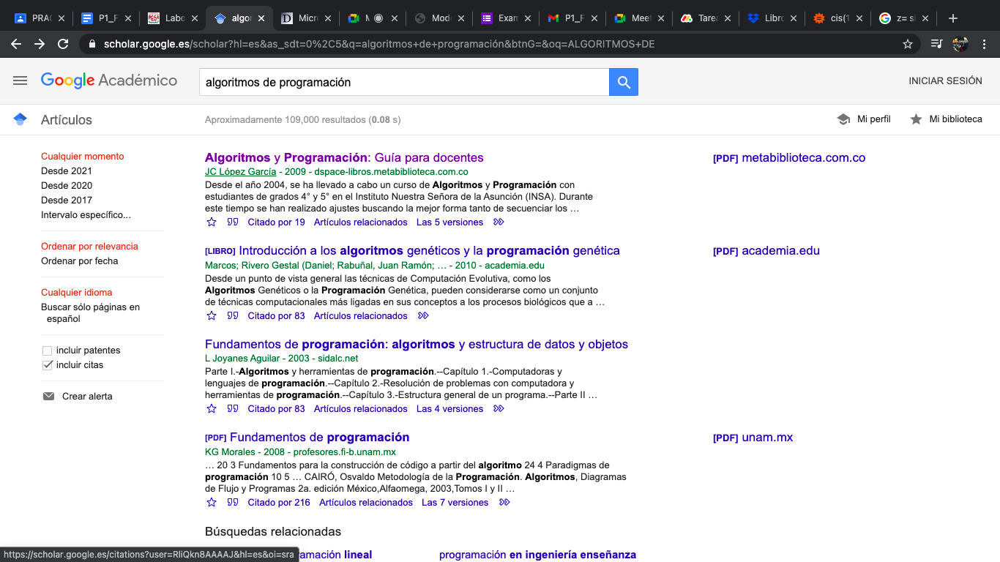 PRAC
P1_F
Labo
algor
Micro
M
Mode
Exam
P1_F
Meet
Tarea
Libro
cis(1
z= si
scholar.google.es/scholar?hl=es&as_sdt=0%2C5&q=algoritmos+de+programación&btnG=&oq=ALGORITMOS+DE
Google Académico
algoritmos de programación
INICIAR SESIÓN
Artículos
Aproximadamente 109,000 resultados (0.08 s)
Mi perfil
Mi biblioteca
Cualquier momento
Desde 2021
Desde 2020
Desde 2017
Intervalo específico...
Ordenar por relevancia
Ordenar por fecha
Cualquier idioma
Buscar sólo páginas en
español
incluir patentes
incluir citas
Crear alerta
Algoritmos y Programación: Guía para docentes
[PDF] metabiblioteca.com.co
JC López García - 2009 - dspace-libros.metabiblioteca.com.co
Desde el año 2004, se ha llevado a cabo un curso de Algoritmos y Programación con
estudiantes de grados 4° y 5° en el Instituto Nuestra Señora de la Asunción (INSA). Durante
este tiempo se han realizado ajustes buscando la mejor forma tanto de secuenciar los …
Citado por 19 Artículos relacionados Las 5 versiones
[LIBRO] Introducción a los algoritmos genéticos y la programación genética
[PDF] academia.edu
Marcos; Rivero Gestal (Daniel; Rabuñal, Juan Ramón; … - 2010 - academia.edu
Desde un punto de vista general las técnicas de Computación Evolutiva, como los
Algoritmos Genéticos o la Programación Genética, pueden considerarse como un conjunto
de técnicas computacionales más ligadas en sus conceptos a los procesos biológicos que a …
Citado por 83 Artículos relacionados
Fundamentos de programación: algoritmos y estructura de datos y objetos
L Joyanes Aguilar - 2003 - sidalc.net
Parte I.-Algoritmos y herramientas de programación.--Capítulo 1.-Computadoras y
lenguajes de programación.--Capítulo 2.-Resolución de problemas con computadora y
herramientas de programación.--Capítulo 3.-Estructura general de un programa.--Parte II …
Citado por 83 Artículos relacionados Las 4 versiones
[PDF] Fundamentos de programación
[PDF] unam.mx
KG Morales - 2008 - profesores.fi-b.unam.mx
… 20 3 Fundamentos para la construcción de código a partir del algoritmo 24 4 Paradigmas de
programación 10 5 … CAIRÓ, Osvaldo Metodología de la Programación. Algoritmos, Diagramas
de Flujo y Programas 2a. edición México,Alfaomega, 2003,Tomos I y II …
Citado por 216 Artículos relacionados Las 7 versiones
Búsquedas relacionadas
amación lineal
programación en ingeniería enseñanza
https://scholar.google.es/citations?user=RliQkn8AAAAJ&hl=es&oi=sra